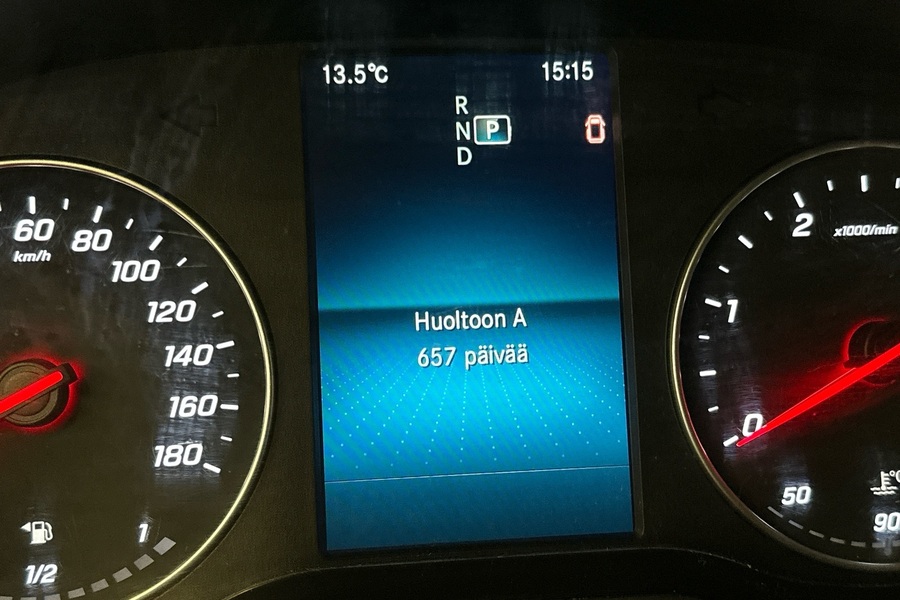 13.5°C 15:15
R
N P
D
Huoltoon A
657 päivää
60
km/h
80
100
120
140
160
180
1
1/2
2
x1000/min
1
0
50
90
°C